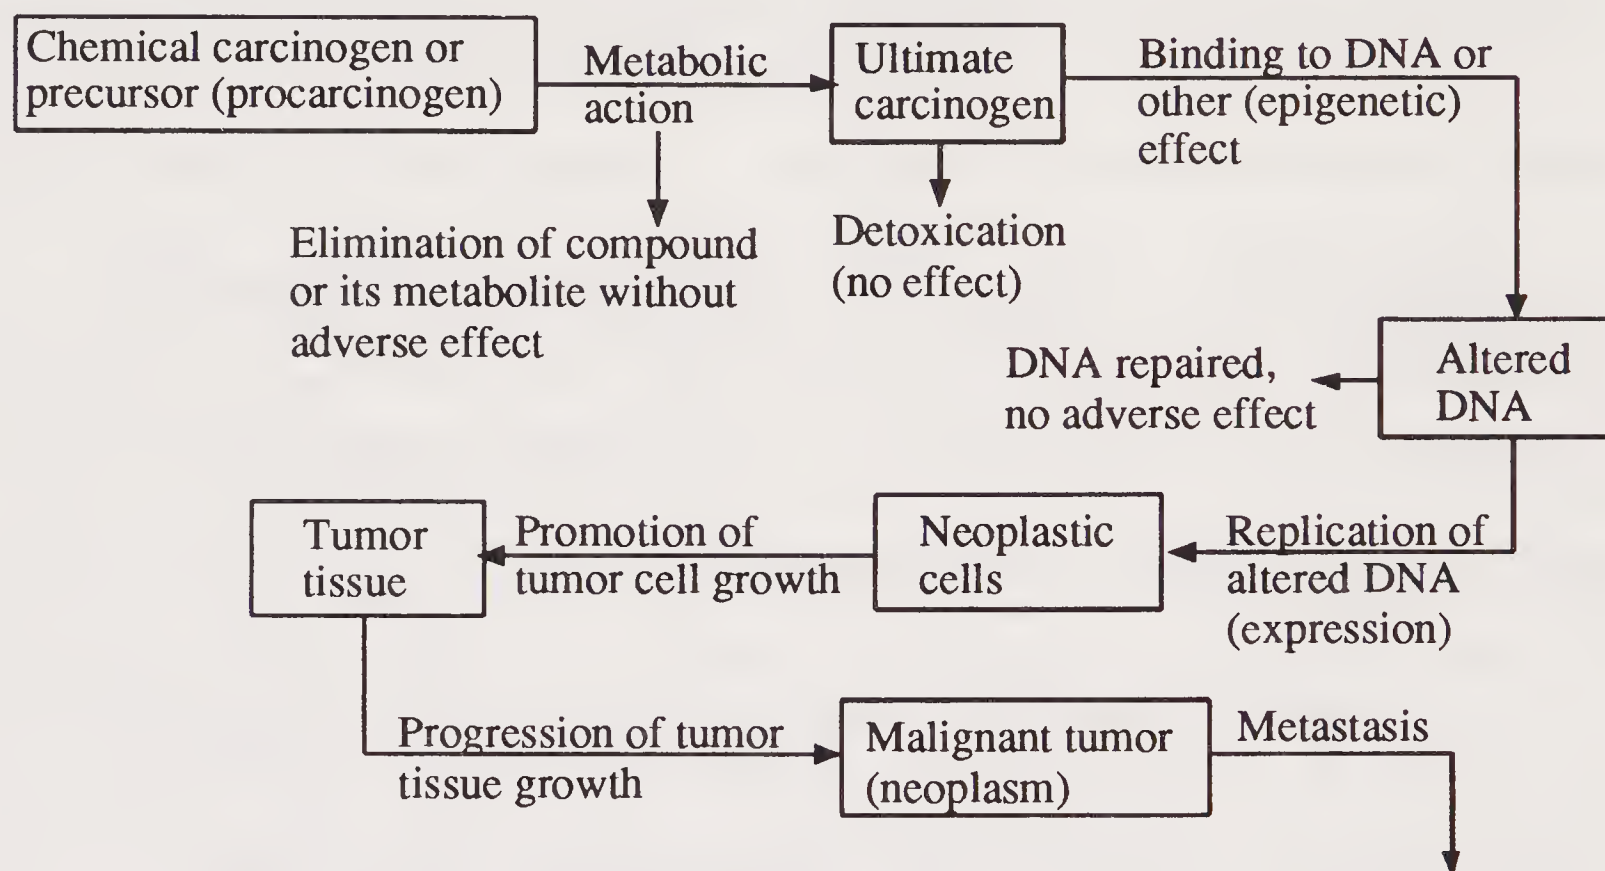 Chemical carcinogen or
precursor (procarcinogen)
Metabolic
action
Ultimate
carcinogen
Binding to DNA or
other (epigenetic)
effect
Elimination of compound
or its metabolite without
adverse effect
Detoxication
(no effect)
Altered
DNA
DNA repaired,
no adverse effect
Replication of
altered DNA
(expression)
Neoplastic
cells
Promotion of
tumor cell growth
Tumor
tissue
Progression of tumor
tissue growth
Malignant tumor
(neoplasm)
Metastasis